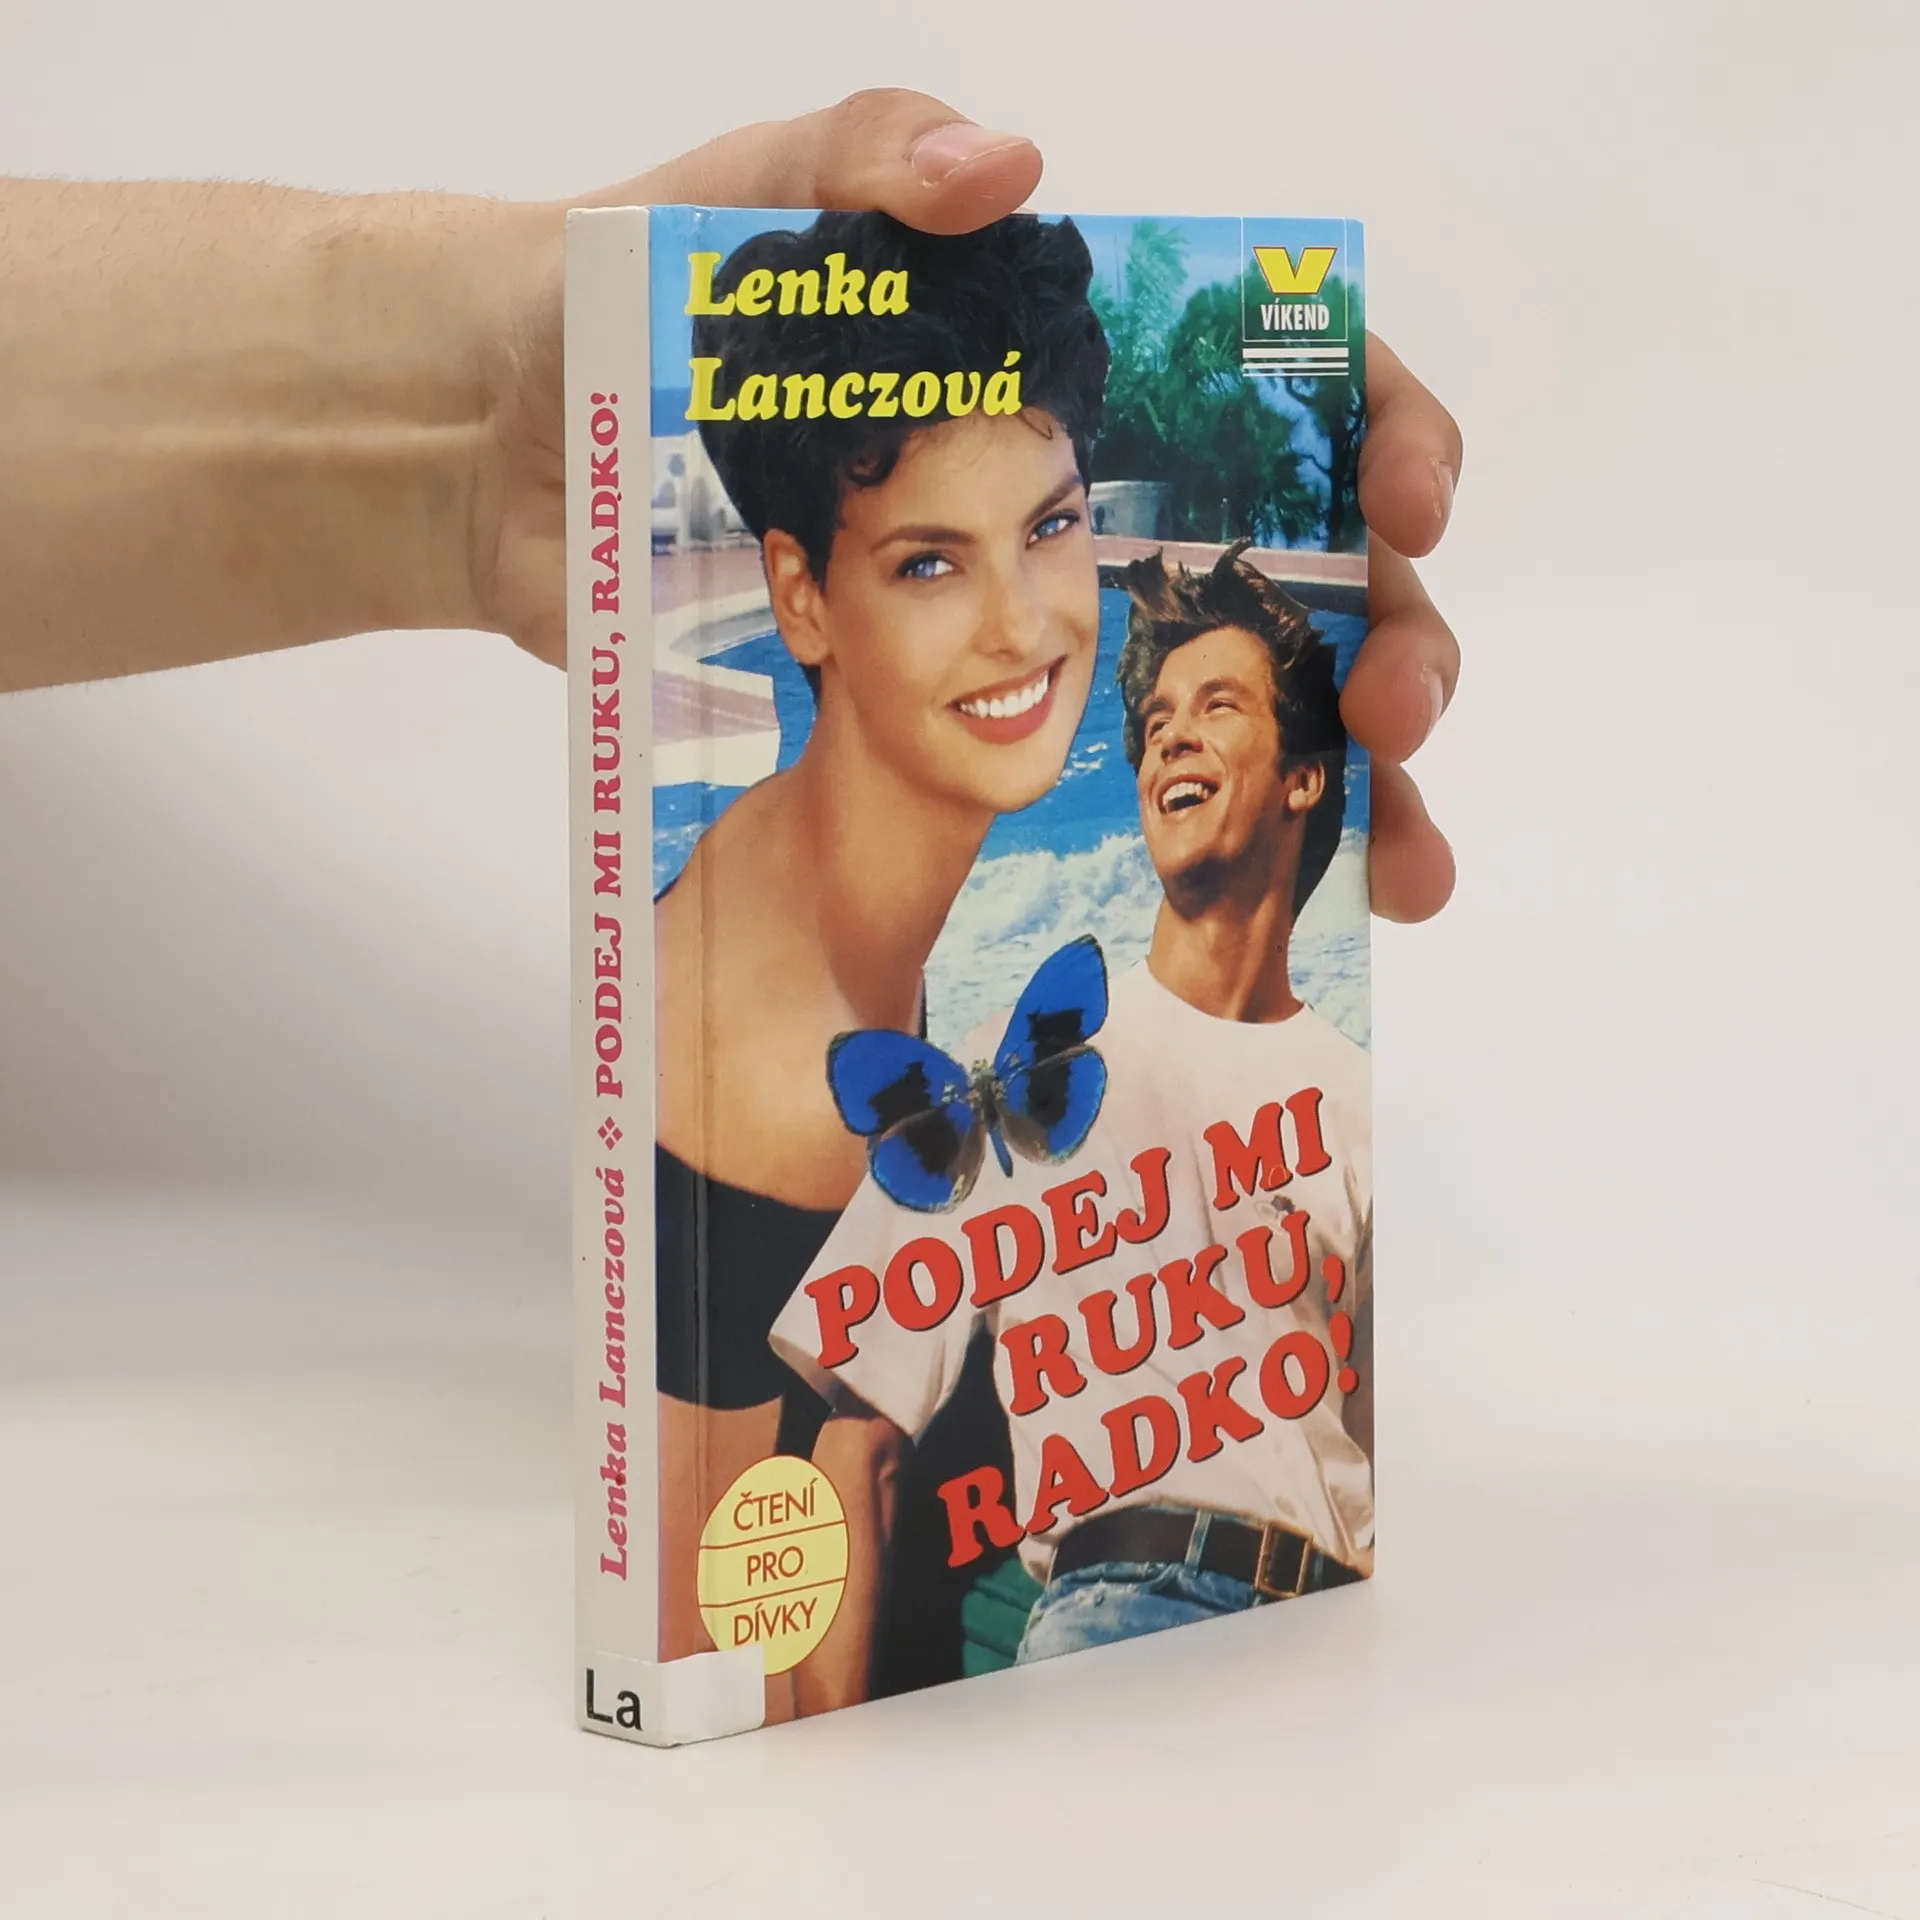 Lenka
Lanczová
V
VÍKEND
PODEJ MI
RUKU,
RADKO!
ČTENÍ
PRO
DÍVKY
Lenka Lanczová ❖ PODEJ MI RUKU, RADKO!
La